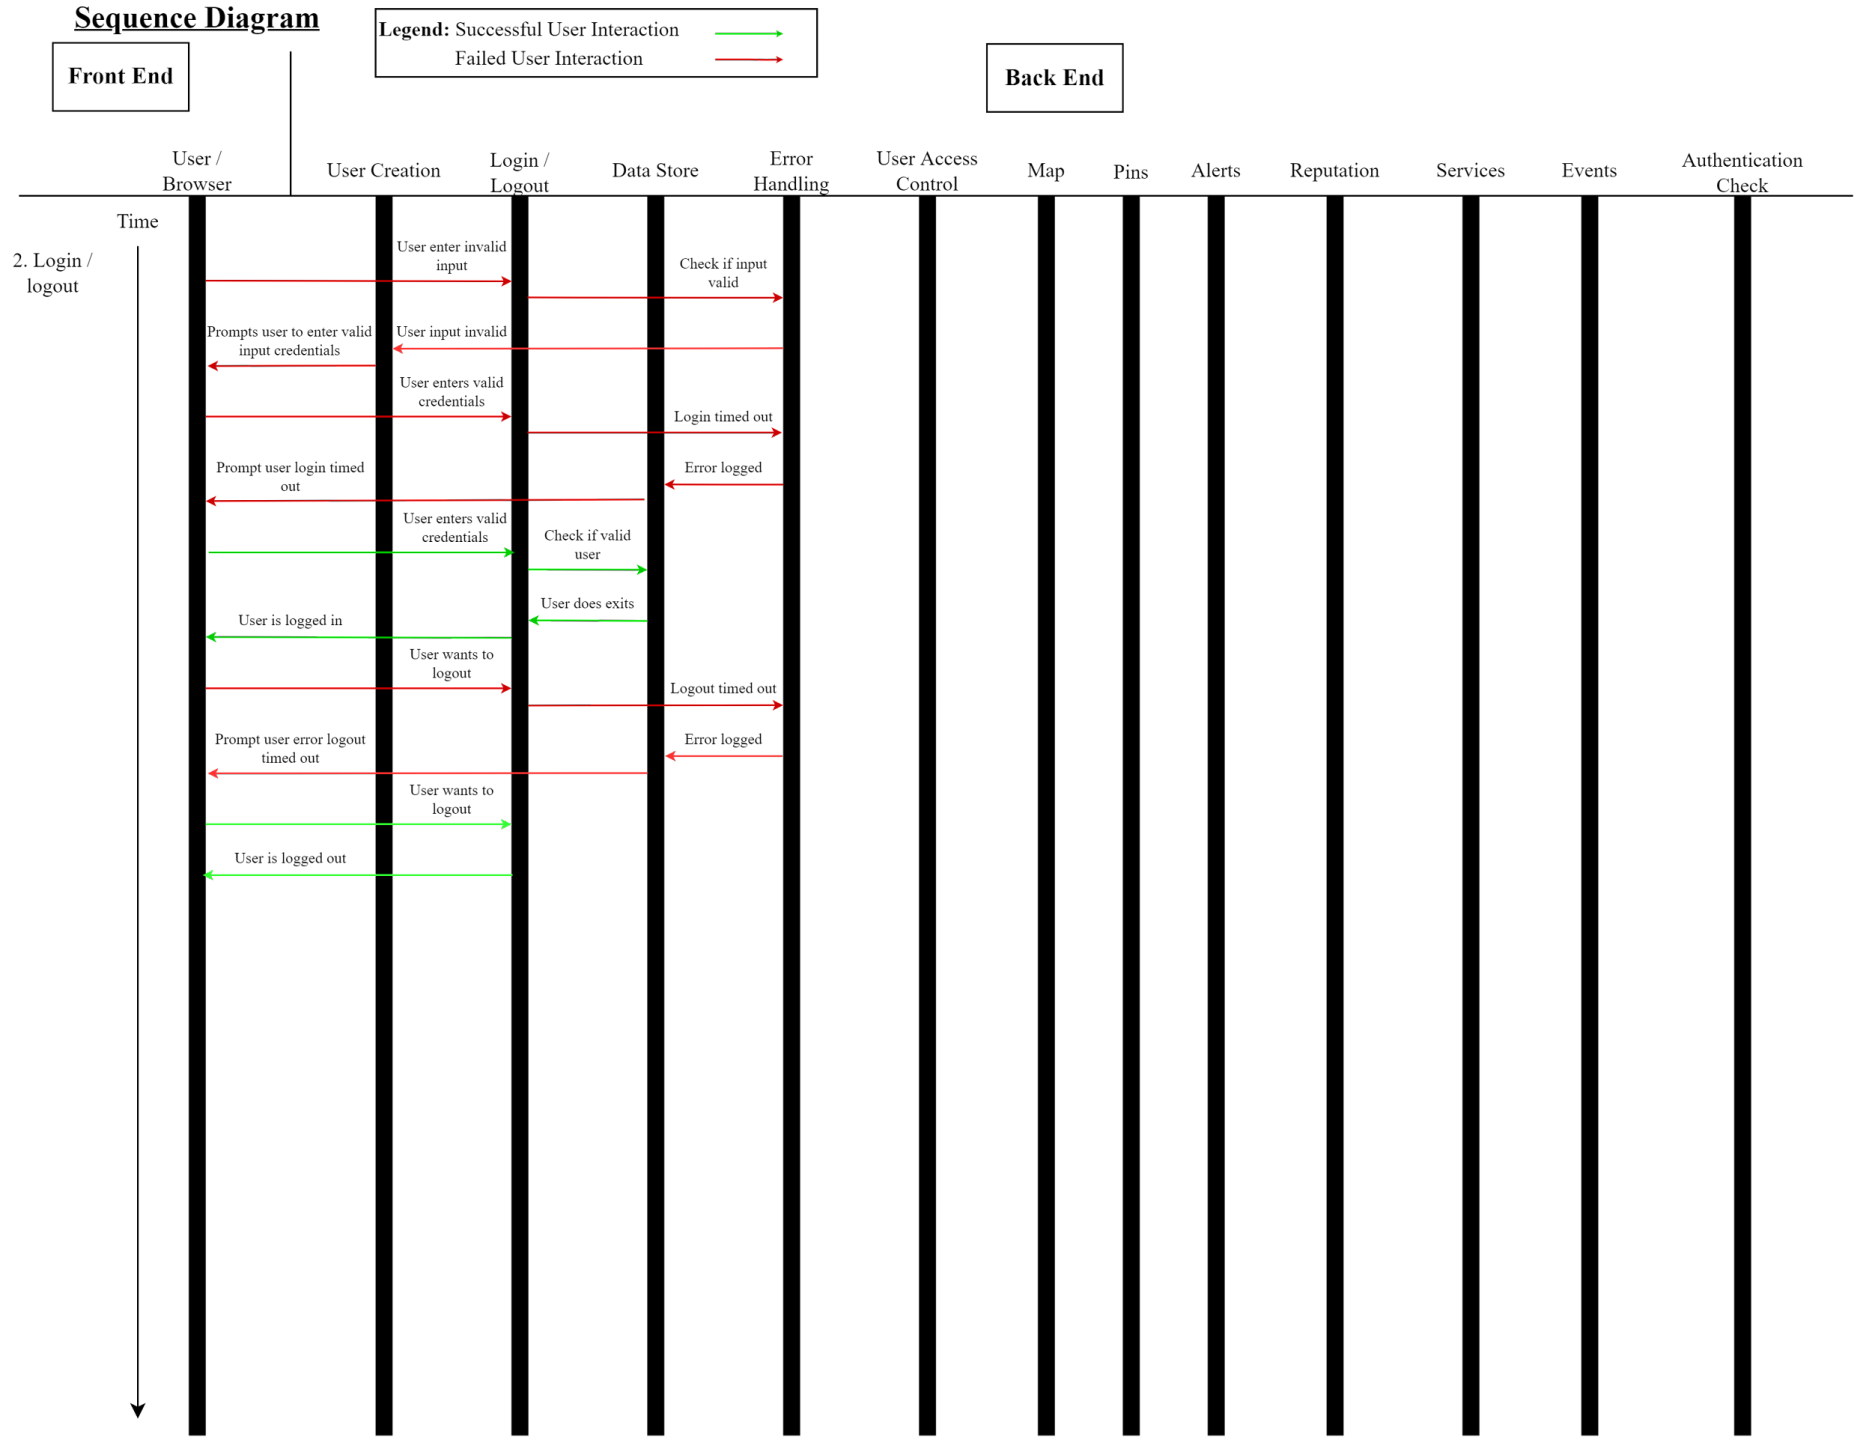 Sequence Diagram
Legend: Successful User Interaction
Failed User Interaction
Front End
Back End
User /
Browser
User Creation
Login /
Logout
Data Store
Error
Handling
User Access
Control
Map
Pins
Alerts
Reputation
Services
Events
Authentication
Check
Time
2. Login /
logout
User enter invalid
input
Check if input
valid
Prompts user to enter valid
input credentials
User input invalid
User enters valid
credentials
Login timed out
Prompt user login timed
out
Error logged
User enters valid
credentials
Check if valid
user
User does exits
User is logged in
User wants to
logout
Logout timed out
Prompt user error logout
timed out
Error logged
User wants to
logout
User is logged out